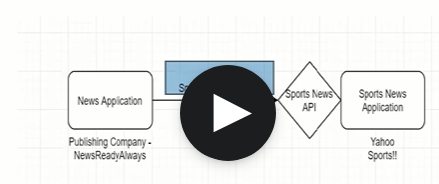 News Application
Publishing Company -
NewsReadyAlways
Sports News
API
Sports News
Application
Yahoo
Sports!!